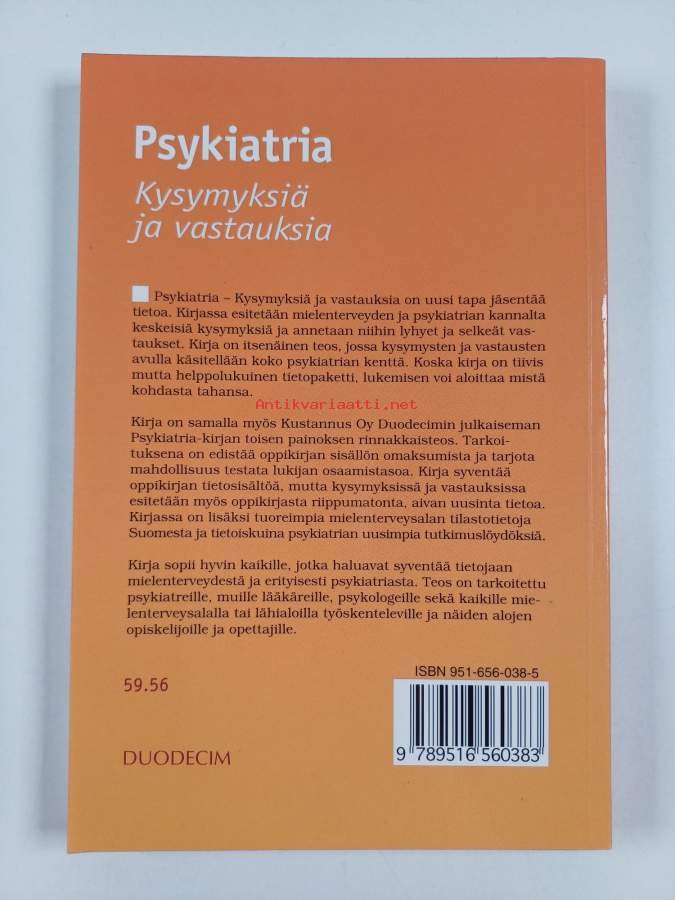 Psykiatria
Kysymyksiä
ja vastauksia
Psykiatria – Kysymyksiä ja vastauksia on uusi tapa jäsentää
tietoa. Kirjassa esitetään mielenterveyden ja psykiatrian kannalta
keskeisiä kysymyksiä ja annetaan niihin lyhyet ja selkeät vas-
taukset. Kirja on itsenäinen teos, jossa kysymysten ja vastausten
avulla käsitellään koko psykiatrian kenttä. Koska kirja on tiivis
mutta helppolukuinen tietopaketti, lukemisen voi aloittaa mistä
kohdasta tahansa.
Antikvariaatti.net
Kirja on samalla myös Kustannus Oy Duodecimin julkaiseman
Psykiatria-kirjan toisen painoksen rinnakkaisteos. Tarkoi-
tuksena on edistää oppikirjan sisällön omaksumista ja tarjota
mahdollisuus testata lukijan osaamistasoa. Kirja syventää
oppikirjan tietosisältöä, mutta kysymyksissä ja vastauksissa
esitetään myös oppikirjasta riippumatonta, aivan uusinta tietoa.
Kirjassa on lisäksi tuoreimpia mielenterveysalan tilastotietoja
Suomesta ja tietoiskuina psykiatrian uusimpia tutkimuslöydöksiä.
Kirja sopii hyvin kaikille, jotka haluavat syventää tietojaan
mielenterveydestä ja erityisesti psykiatriasta. Teos on tarkoitettu
psykiatreille, muille lääkäreille, psykologeille sekä kaikille mie-
lenterveysalalla tai lähialoilla työskenteleville ja näiden alojen
opiskelijoille ja opettajille.
ISBN 951-656-038-5
59.56
9 789516 560383
DUODECIM